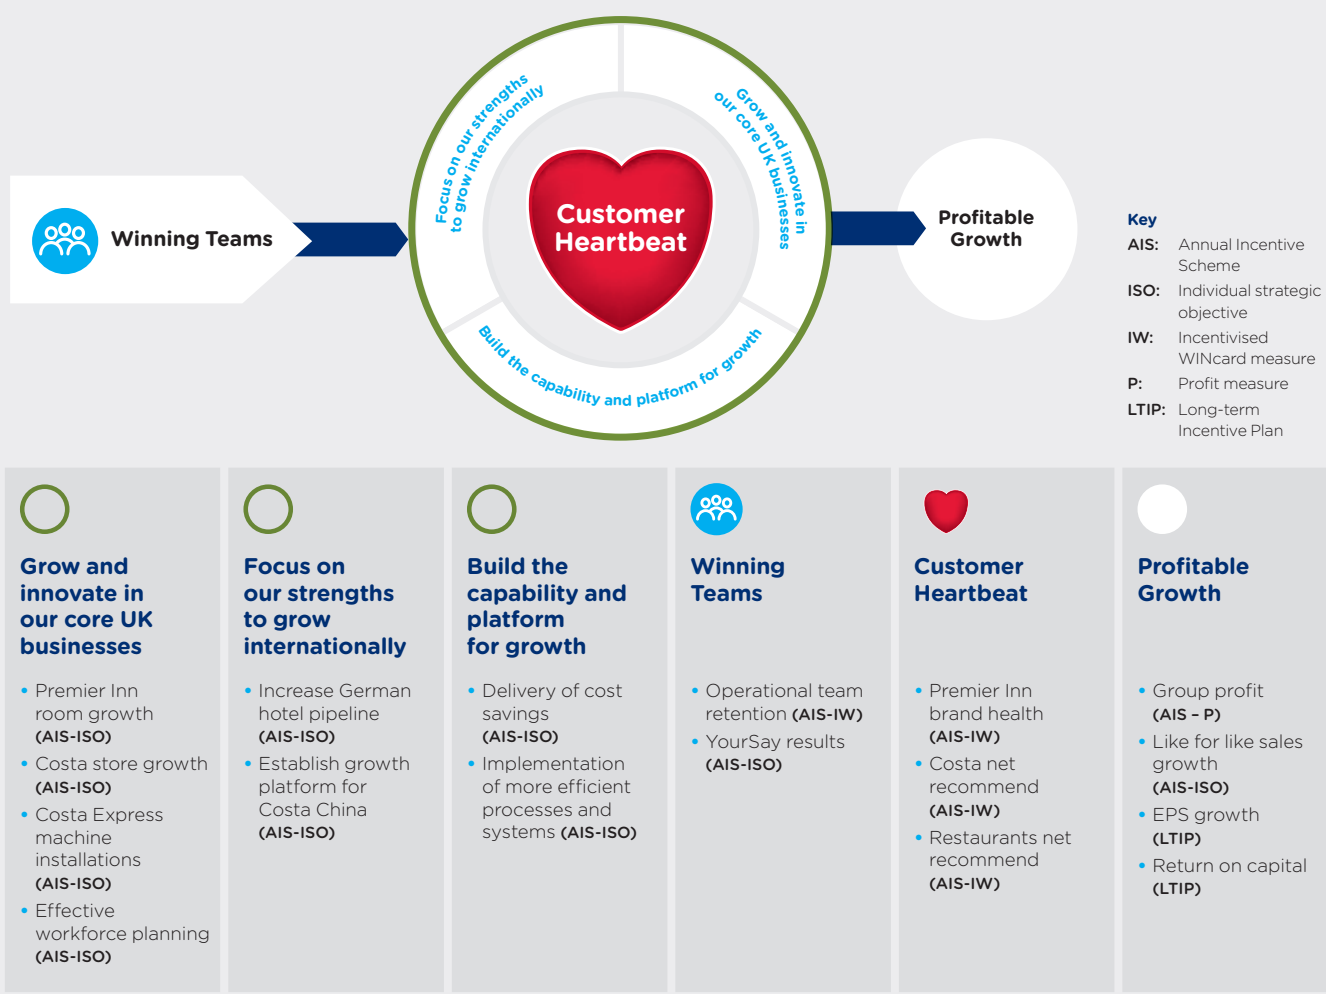 Winning Teams
Focus on our strengths
to grow internationally
Grow and innovate in
our core UK businesses
Build the capability and platform for growth
Customer
Heartbeat
Profitable
Growth
Key
AIS: Annual Incentive
Scheme
ISO: Individual strategic
objective
IW: Incentivised
WINcard measure
P: Profit measure
LTIP: Long-term
Incentive Plan
Grow and
innovate in
our core UK
businesses
• Premier Inn
room growth
(AIS-ISO)
• Costa store growth
(AIS-ISO)
• Costa Express
machine
installations
(AIS-ISO)
• Effective
workforce planning
(AIS-ISO)
Focus on
our strengths
to grow
internationally
• Increase German
hotel pipeline
(AIS-ISO)
• Establish growth
platform for
Costa China
(AIS-ISO)
Build the
capability and
platform
for growth
• Delivery of cost
savings
(AIS-ISO)
• Implementation
of more efficient
processes and
systems (AIS-ISO)
Winning
Teams
• Operational team
retention (AIS-IW)
• YourSay results
(AIS-ISO)
Customer
Heartbeat
• Premier Inn
brand health
(AIS-IW)
• Costa net
recommend
(AIS-IW)
• Restaurants net
recommend
(AIS-IW)
Profitable
Growth
• Group profit
(AIS – P)
• Like for like sales
growth
(AIS-ISO)
• EPS growth
(LTIP)
• Return on capital
(LTIP)